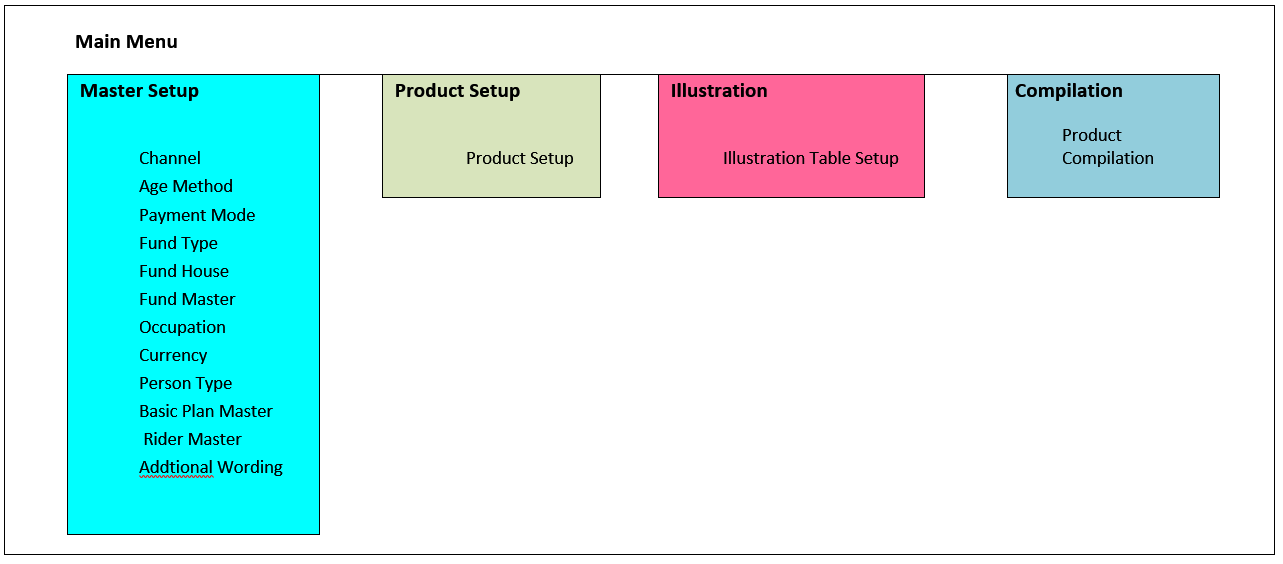 Main Menu
Master Setup
Channel
Age Method
Payment Mode
Fund Type
Fund House
Fund Master
Occupation
Currency
Person Type
Basic Plan Master
Rider Master
Addtional Wording
Product Setup
Product Setup
Illustration
Illustration Table Setup
Compilation
Product
Compilation